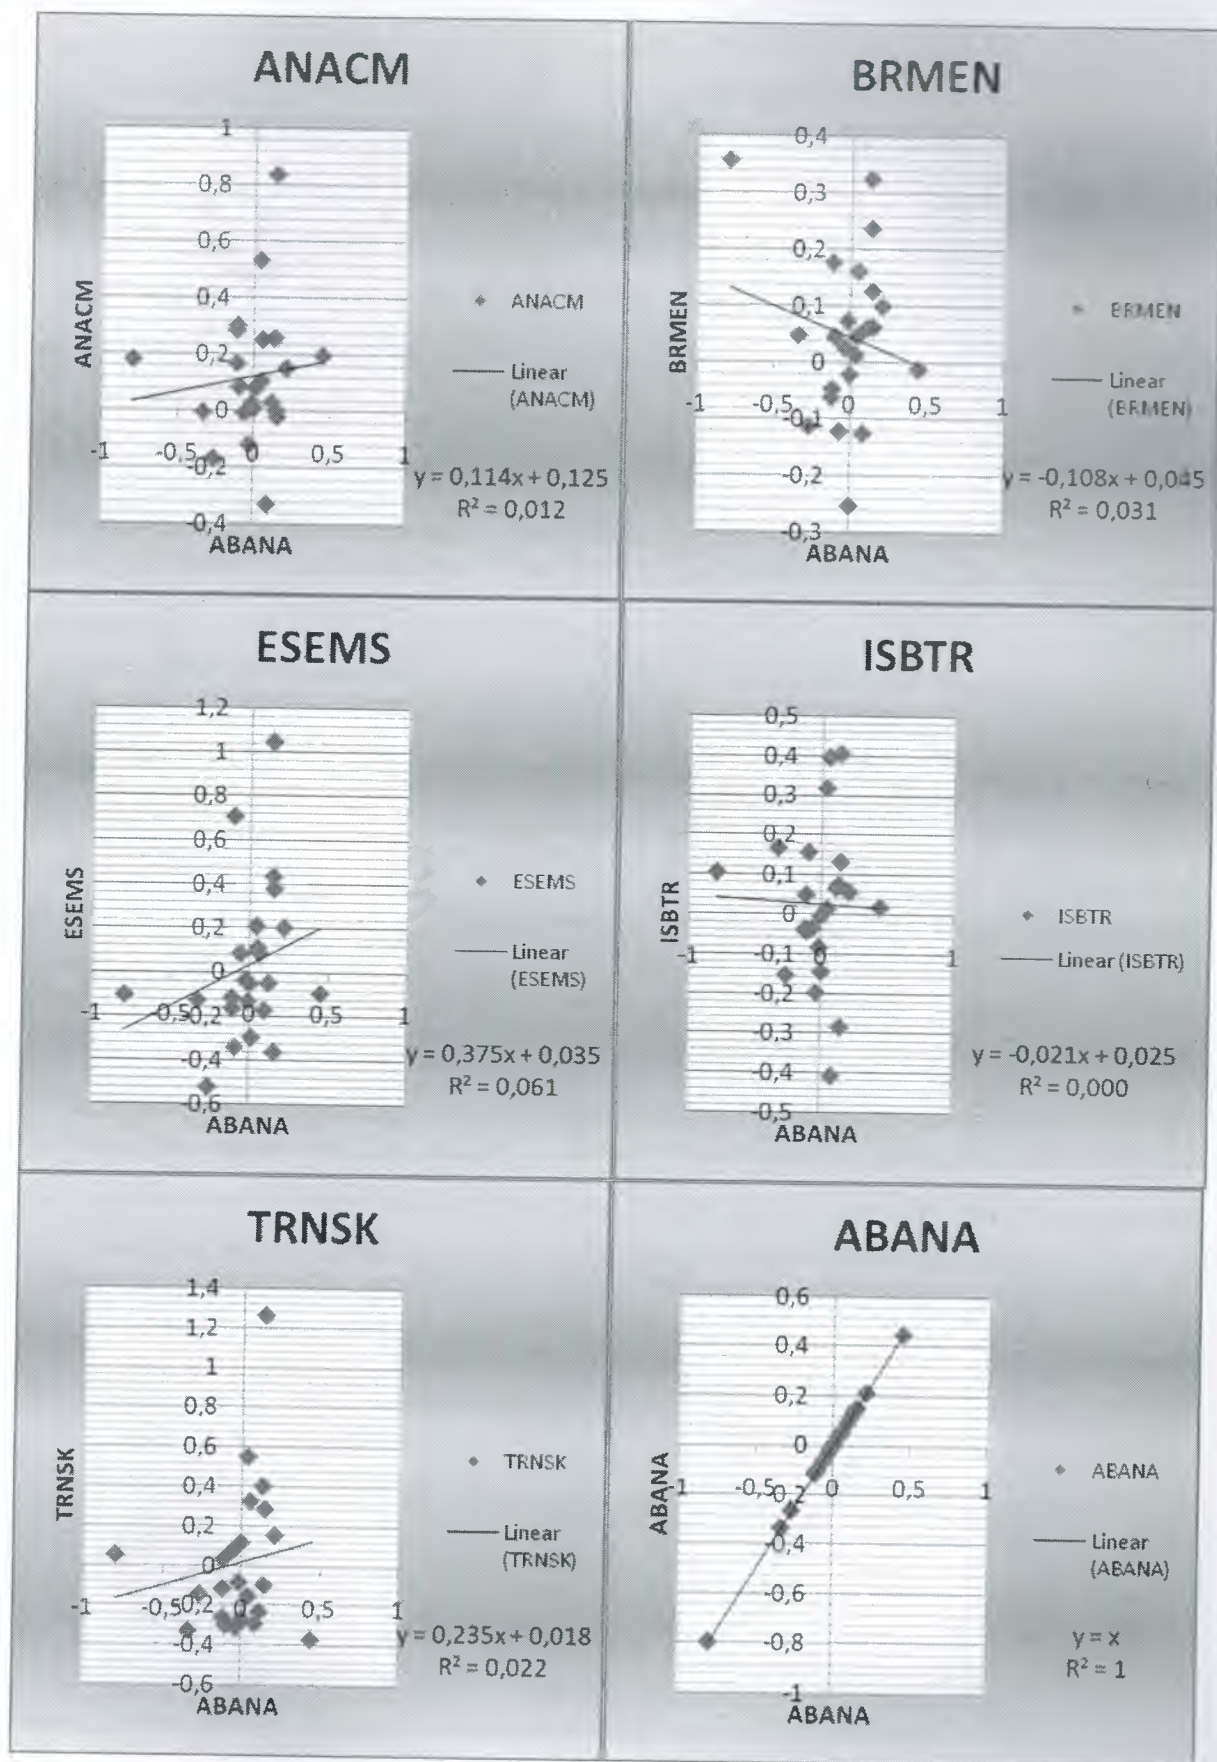 ANACM
1
0,8
0,6
0,4
0,2
0
-0,2
-0,4
-1
-0,5
0
0,5
1
ANACM
ABANA
ANACM
Linear
(ANACM)
y = 0,114x + 0,125
R² = 0,012
BRMEN
0,4
0,3
0,2
0,1
0
-0,1
-0,2
-0,3
-1
-0,5
0
0,5
1
BRMEN
ABANA
BRMEN
Linear
(BRMEN)
y = -0,108x + 0,045
R² = 0,031
ESEMS
1,2
1
0,8
0,6
0,4
0,2
0
-0,2
-0,4
-0,6
-1
-0,5
0
0,5
1
ESEMS
ABANA
ESEMS
Linear
(ESEMS)
y = 0,375x + 0,035
R² = 0,061
ISBTR
0,5
0,4
0,3
0,2
0,1
0
-0,1
-0,2
-0,3
-0,4
-0,5
-1
0
1
ISBTR
ABANA
ISBTR
Linear (ISBTR)
y = -0,021x + 0,025
R² = 0,000
TRNSK
1,4
1,2
1
0,8
0,6
0,4
0,2
0
-0,2
-0,4
-0,6
-1
-0,5
0
0,5
1
TRNSK
ABANA
TRNSK
Linear
(TRNSK)
y = 0,235x + 0,018
R² = 0,022
ABANA
0,6
0,4
0,2
0
-0,2
-0,4
-0,6
-0,8
-1
-1
-0,5
0
0,5
1
ABANA
ABANA
ABANA
Linear
(ABANA)
y = x
R² = 1